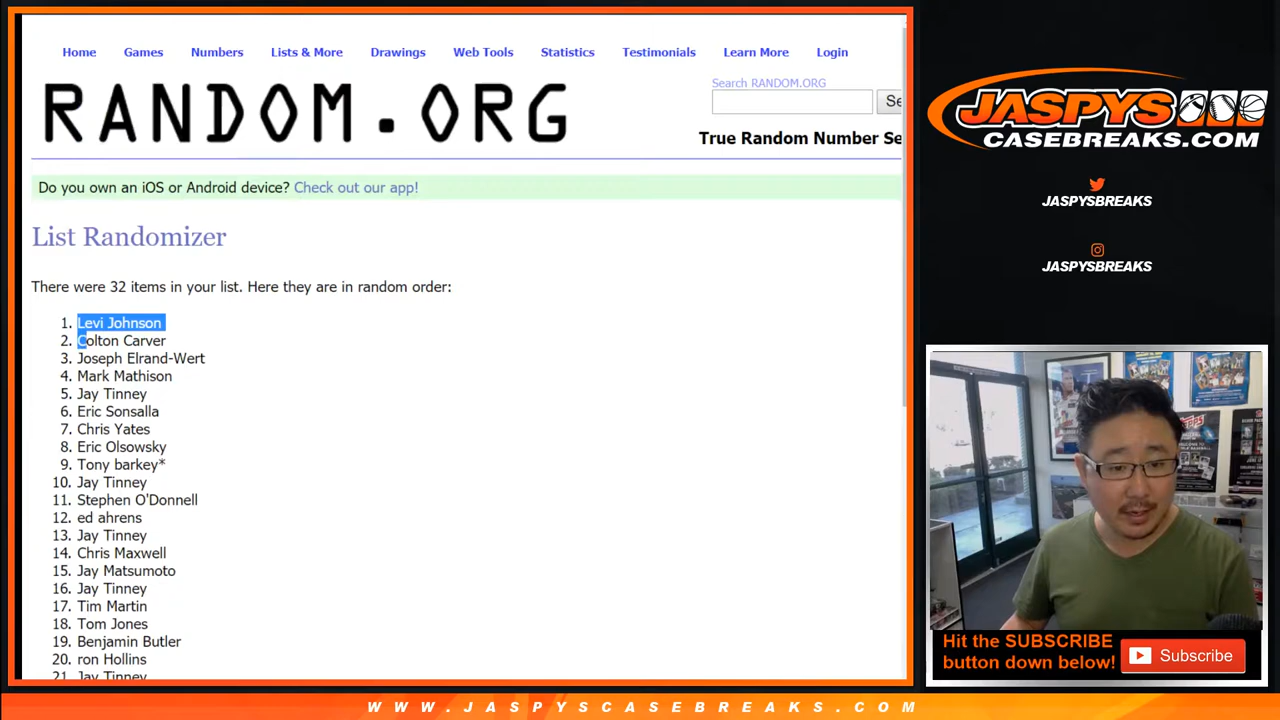 Home Games Numbers Lists & More Drawings Web Tools Statistics Testimonials Learn More Login
RANDOM.ORG
Search RANDOM.ORG
Se
True Random Number Se
Do you own an iOS or Android device? Check out our app!
List Randomizer
There were 32 items in your list. Here they are in random order:
1. Levi Johnson
2. Colton Carver
3. Joseph Elrand-Wert
4. Mark Mathison
5. Jay Tinney
6. Eric Sonsalla
7. Chris Yates
8. Eric Olsowsky
9. Tony barkey*
10. Jay Tinney
11. Stephen O'Donnell
12. ed ahrens
13. Jay Tinney
14. Chris Maxwell
15. Jay Matsumoto
16. Jay Tinney
17. Tim Martin
18. Tom Jones
19. Benjamin Butler
20. ron Hollins
21. Jay Tinney
JASPYS
CASEBREAKS.COM
JASPYSBREAKS
JASPYSBREAKS
Hit the SUBSCRIBE
button down below!
Subscribe
WWW.JASPYSCASEBREAKS.COM